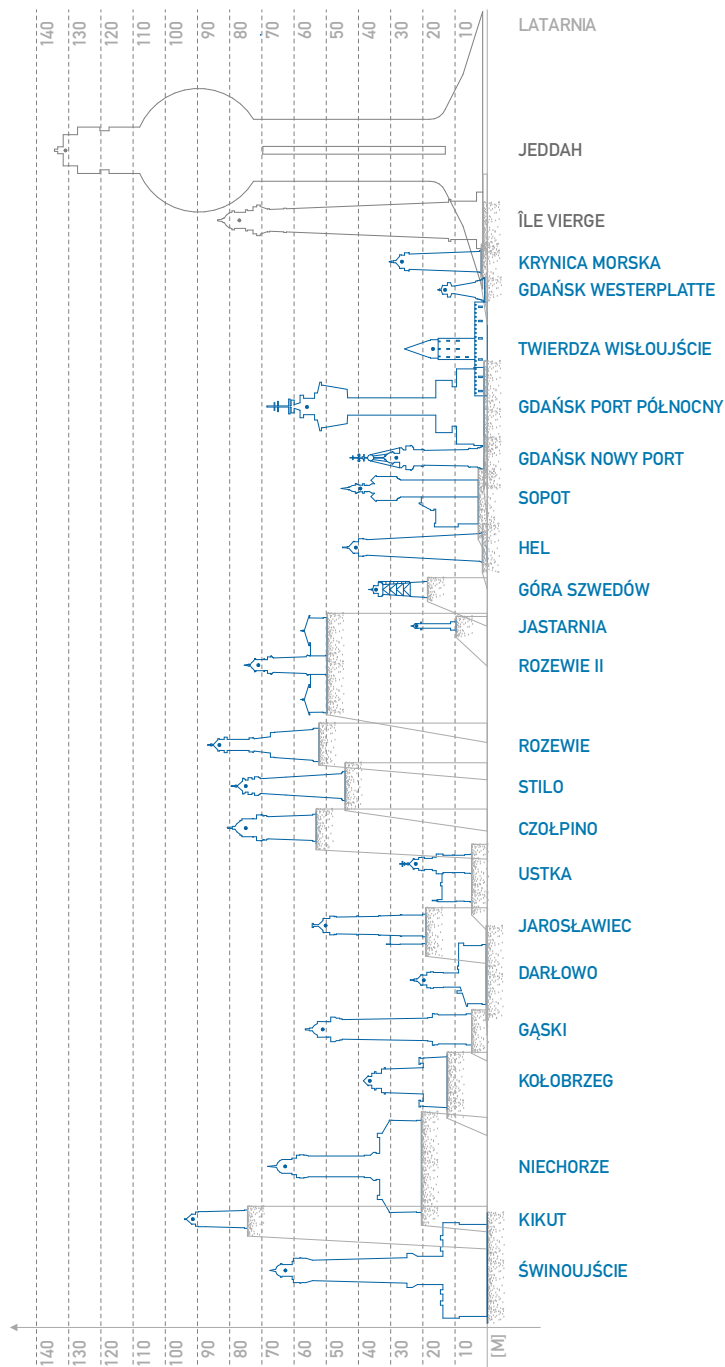 140 130 120 110 100 90 80 70 60 50 40 30 20 10
LATARNIA
JEDDAH
ÎLE VIERGE
KRYNICA MORSKA
GDAŃSK WESTERPLATTE
TWIERDZA WISŁOUJŚCIE
GDAŃSK PORT PÓŁNOCNY
GDAŃSK NOWY PORT
SOPOT
HEL
GÓRA SZWEDÓW
JASTARNIA
ROZEWIE II
ROZEWIE
STILO
CZOŁPINO
USTKA
JAROSŁAWIEC
DARŁOWO
GĄSKI
KOŁOBRZEG
NIECHORZE
KIKUT
ŚWINOUJŚCIE
140 130 120 110 100 90 80 70 60 50 40 30 20 10 [M]